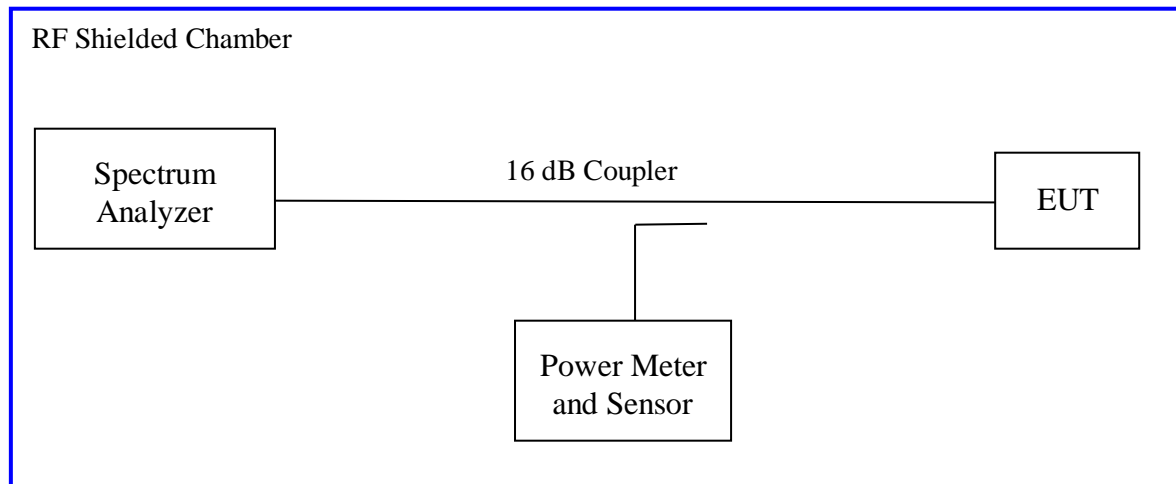 RF Shielded Chamber
Spectrum
Analyzer
16 dB Coupler
EUT
Power Meter
and Sensor